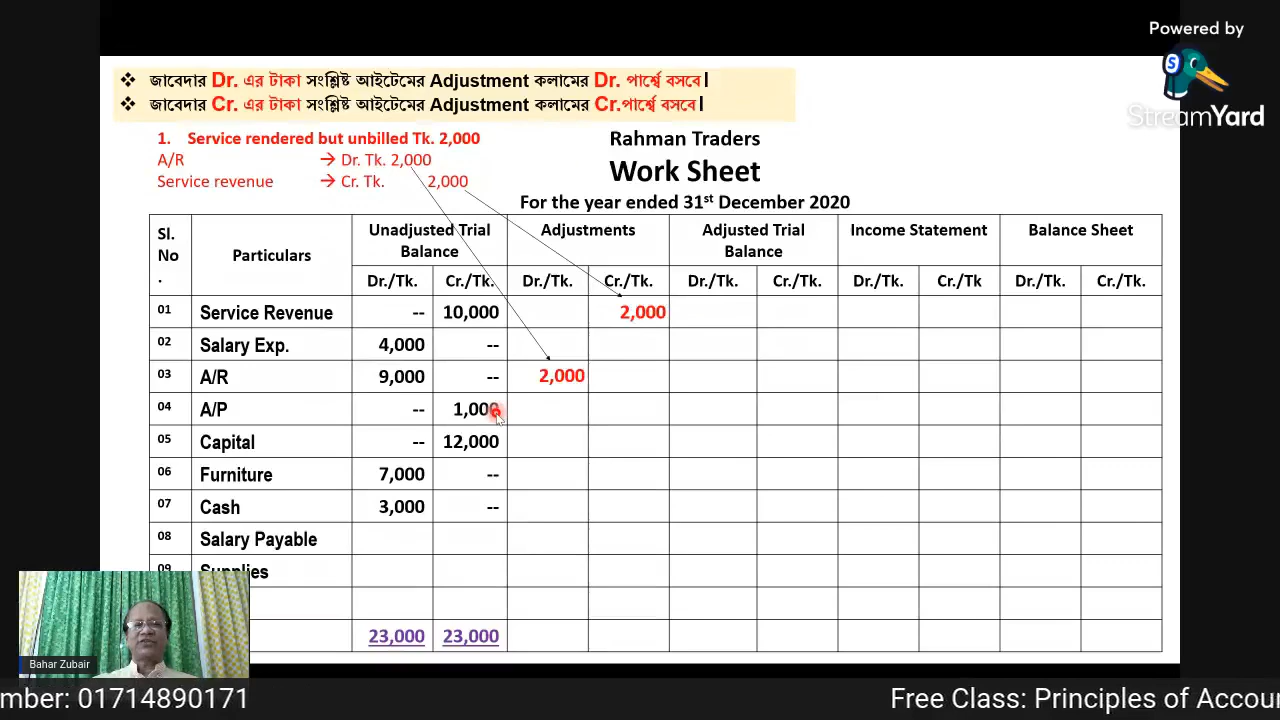 Powered by
StreamYard
❖ জাবেদার Dr. এর টাকা সংশ্লিষ্ট আইটেমের Adjustment কলামের Dr. পার্শ্বে বসবে।
❖ জাবেদার Cr. এর টাকা সংশ্লিষ্ট আইটেমের Adjustment কলামের Cr.পার্শ্বে বসবে।
1. Service rendered but unbilled Tk. 2,000
A/R → Dr. Tk. 2,000
Service revenue → Cr. Tk. 2,000
Rahman Traders
Work Sheet
For the year ended 31st December 2020
Sl. No . Particulars Unadjusted Trial Balance Adjustments Adjusted Trial Balance Income Statement Balance Sheet
Dr./Tk. Cr./Tk. Dr./Tk. Cr./Tk. Dr./Tk. Cr./Tk. Dr./Tk. Cr./Tk Dr./Tk. Cr./Tk.
01 Service Revenue -- 10,000 2,000
02 Salary Exp. 4,000 --
03 A/R 9,000 -- 2,000
04 A/P -- 1,000
05 Capital -- 12,000
06 Furniture 7,000 --
07 Cash 3,000 --
08 Salary Payable
09 Supplies
23,000 23,000
Bahar Zubair
mber: 01714890171
Free Class: Principles of Accou